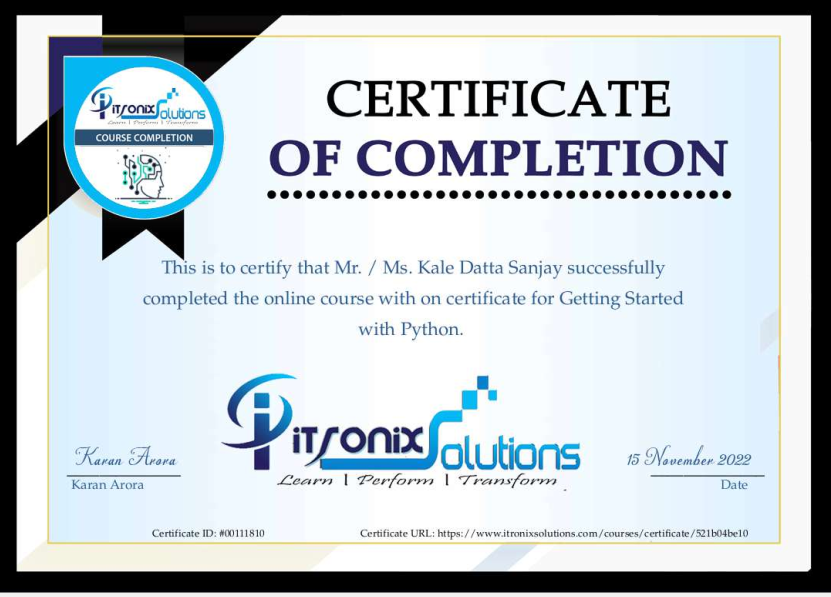 itronix Solutions
Learn | Perform | Transform
COURSE COMPLETION
CERTIFICATE
OF COMPLETION
This is to certify that Mr. / Ms. Kale Datta Sanjay successfully
completed the online course with on certificate for Getting Started
with Python.
itronix Solutions
Learn | Perform | Transform
Karan Arora
Karan Arora
15 November 2022
Date
Certificate ID: #00111810
Certificate URL: https://www.itronixsolutions.com/courses/certificate/521b04be10